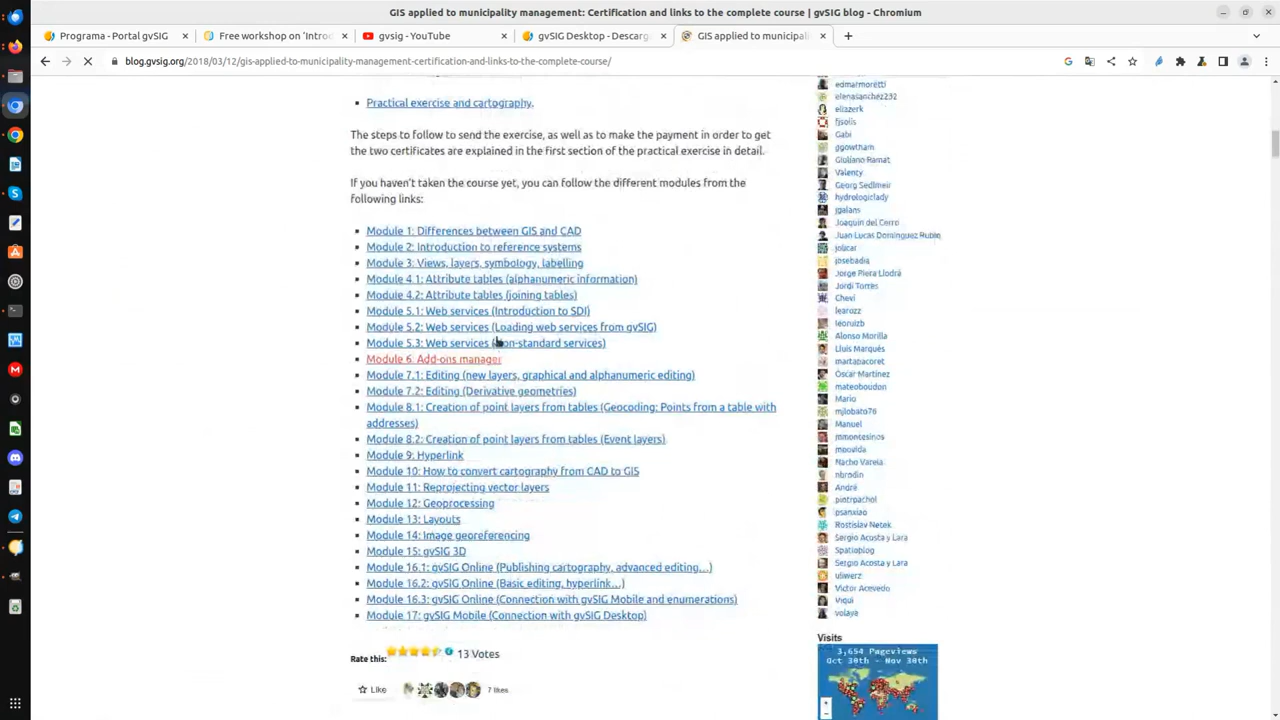 GIS applied to municipality management: Certification and links to the complete course | gvSIG blog - Chromium
Programa - Portal gvSIG
Free workshop on 'Introd
gvsig - YouTube
gvSIG Desktop - Descarg
GIS applied to municipali
blog.gvsig.org/2018/03/12/gis-applied-to-municipality-management-certification-and-links-to-the-complete-course/
Practical exercise and cartography.
The steps to follow to send the exercise, as well as to make the payment in order to get
the two certificates are explained in the first section of the practical exercise in detail.
If you haven't taken the course yet, you can follow the different modules from the
following links:
Module 1: Differences between GIS and CAD
Module 2: Introduction to reference systems
Module 3: Views, layers, symbology, labelling
Module 4.1: Attribute tables (alphanumeric information)
Module 4.2: Attribute tables (joining tables)
Module 5.1: Web services (Introduction to SDI)
Module 5.2: Web services (Loading web services from gvSIG)
Module 5.3: Web services (Non-standard services)
Module 6: Add-ons manager
Module 7.1: Editing (new layers, graphical and alphanumeric editing)
Module 7.2: Editing (Derivative geometries)
Module 8.1: Creation of point layers from tables (Geocoding: Points from a table with
addresses)
Module 8.2: Creation of point layers from tables (Event layers)
Module 9: Hyperlink
Module 10: How to convert cartography from CAD to GIS
Module 11: Reprojecting vector layers
Module 12: Geoprocessing
Module 13: Layouts
Module 14: Image georeferencing
Module 15: gvSIG 3D
Module 16.1: gvSIG Online (Publishing cartography, advanced editing…)
Module 16.2: gvSIG Online (Basic editing, hyperlink…)
Module 16.3: gvSIG Online (Connection with gvSIG Mobile and enumerations)
Module 17: gvSIG Mobile (Connection with gvSIG Desktop)
Rate this:
13 Votes
Like
7 likes
edmarmoretti
elenasanchez232
eliazerk
fjsolis
Gabi
ggowtham
Giuliano Ramat
Valenty
Georg Sedlmeir
hydrologiclady
jgalans
Joaquin del Cerro
Juan Lucas Domínguez Rubio
jolicar
josebadia
Jorge Piera Llodrá
Jordi Torres
Chevi
learozz
leoruizb
Alonso Morilla
Lluís Marqués
martapacoret
Óscar Martínez
mateoboudon
Mario
mjlobato76
Manuel
mmontesinos
moovida
Nacho Varela
nbrodin
André
piotrpachol
psanxiao
Rostislav Netek
Sergio Acosta y Lara
Spatioblog
Sergio Acosta y Lara
uliwerz
Victor Acevedo
Viqui
volaya
Visits
3,654 Pageviews
Oct 30th - Nov 30th